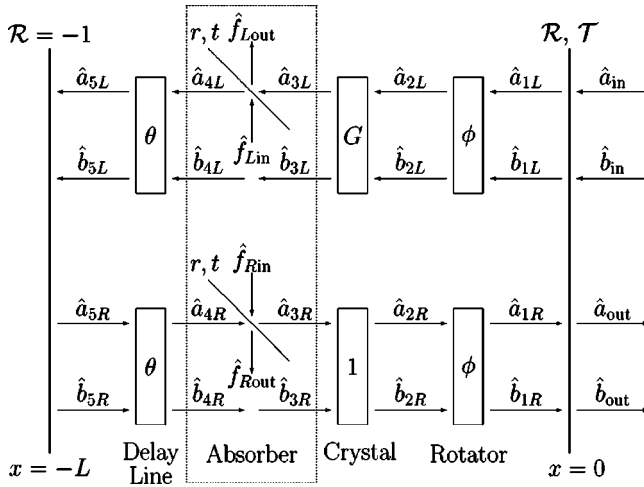 ℛ = −1
r, t
f̂_Lout
ℛ, 𝒯
â_5L
â_4L
â_3L
â_2L
â_1L
â_in
θ
G
ϕ
f̂_Lin
b̂_5L
b̂_4L
b̂_3L
b̂_2L
b̂_1L
b̂_in
r, t
f̂_Rin
â_5R
â_4R
â_3R
â_2R
â_1R
â_out
θ
1
ϕ
f̂_Rout
b̂_5R
b̂_4R
b̂_3R
b̂_2R
b̂_1R
b̂_out
x = −L
Delay
Line
Absorber
Crystal
Rotator
x = 0